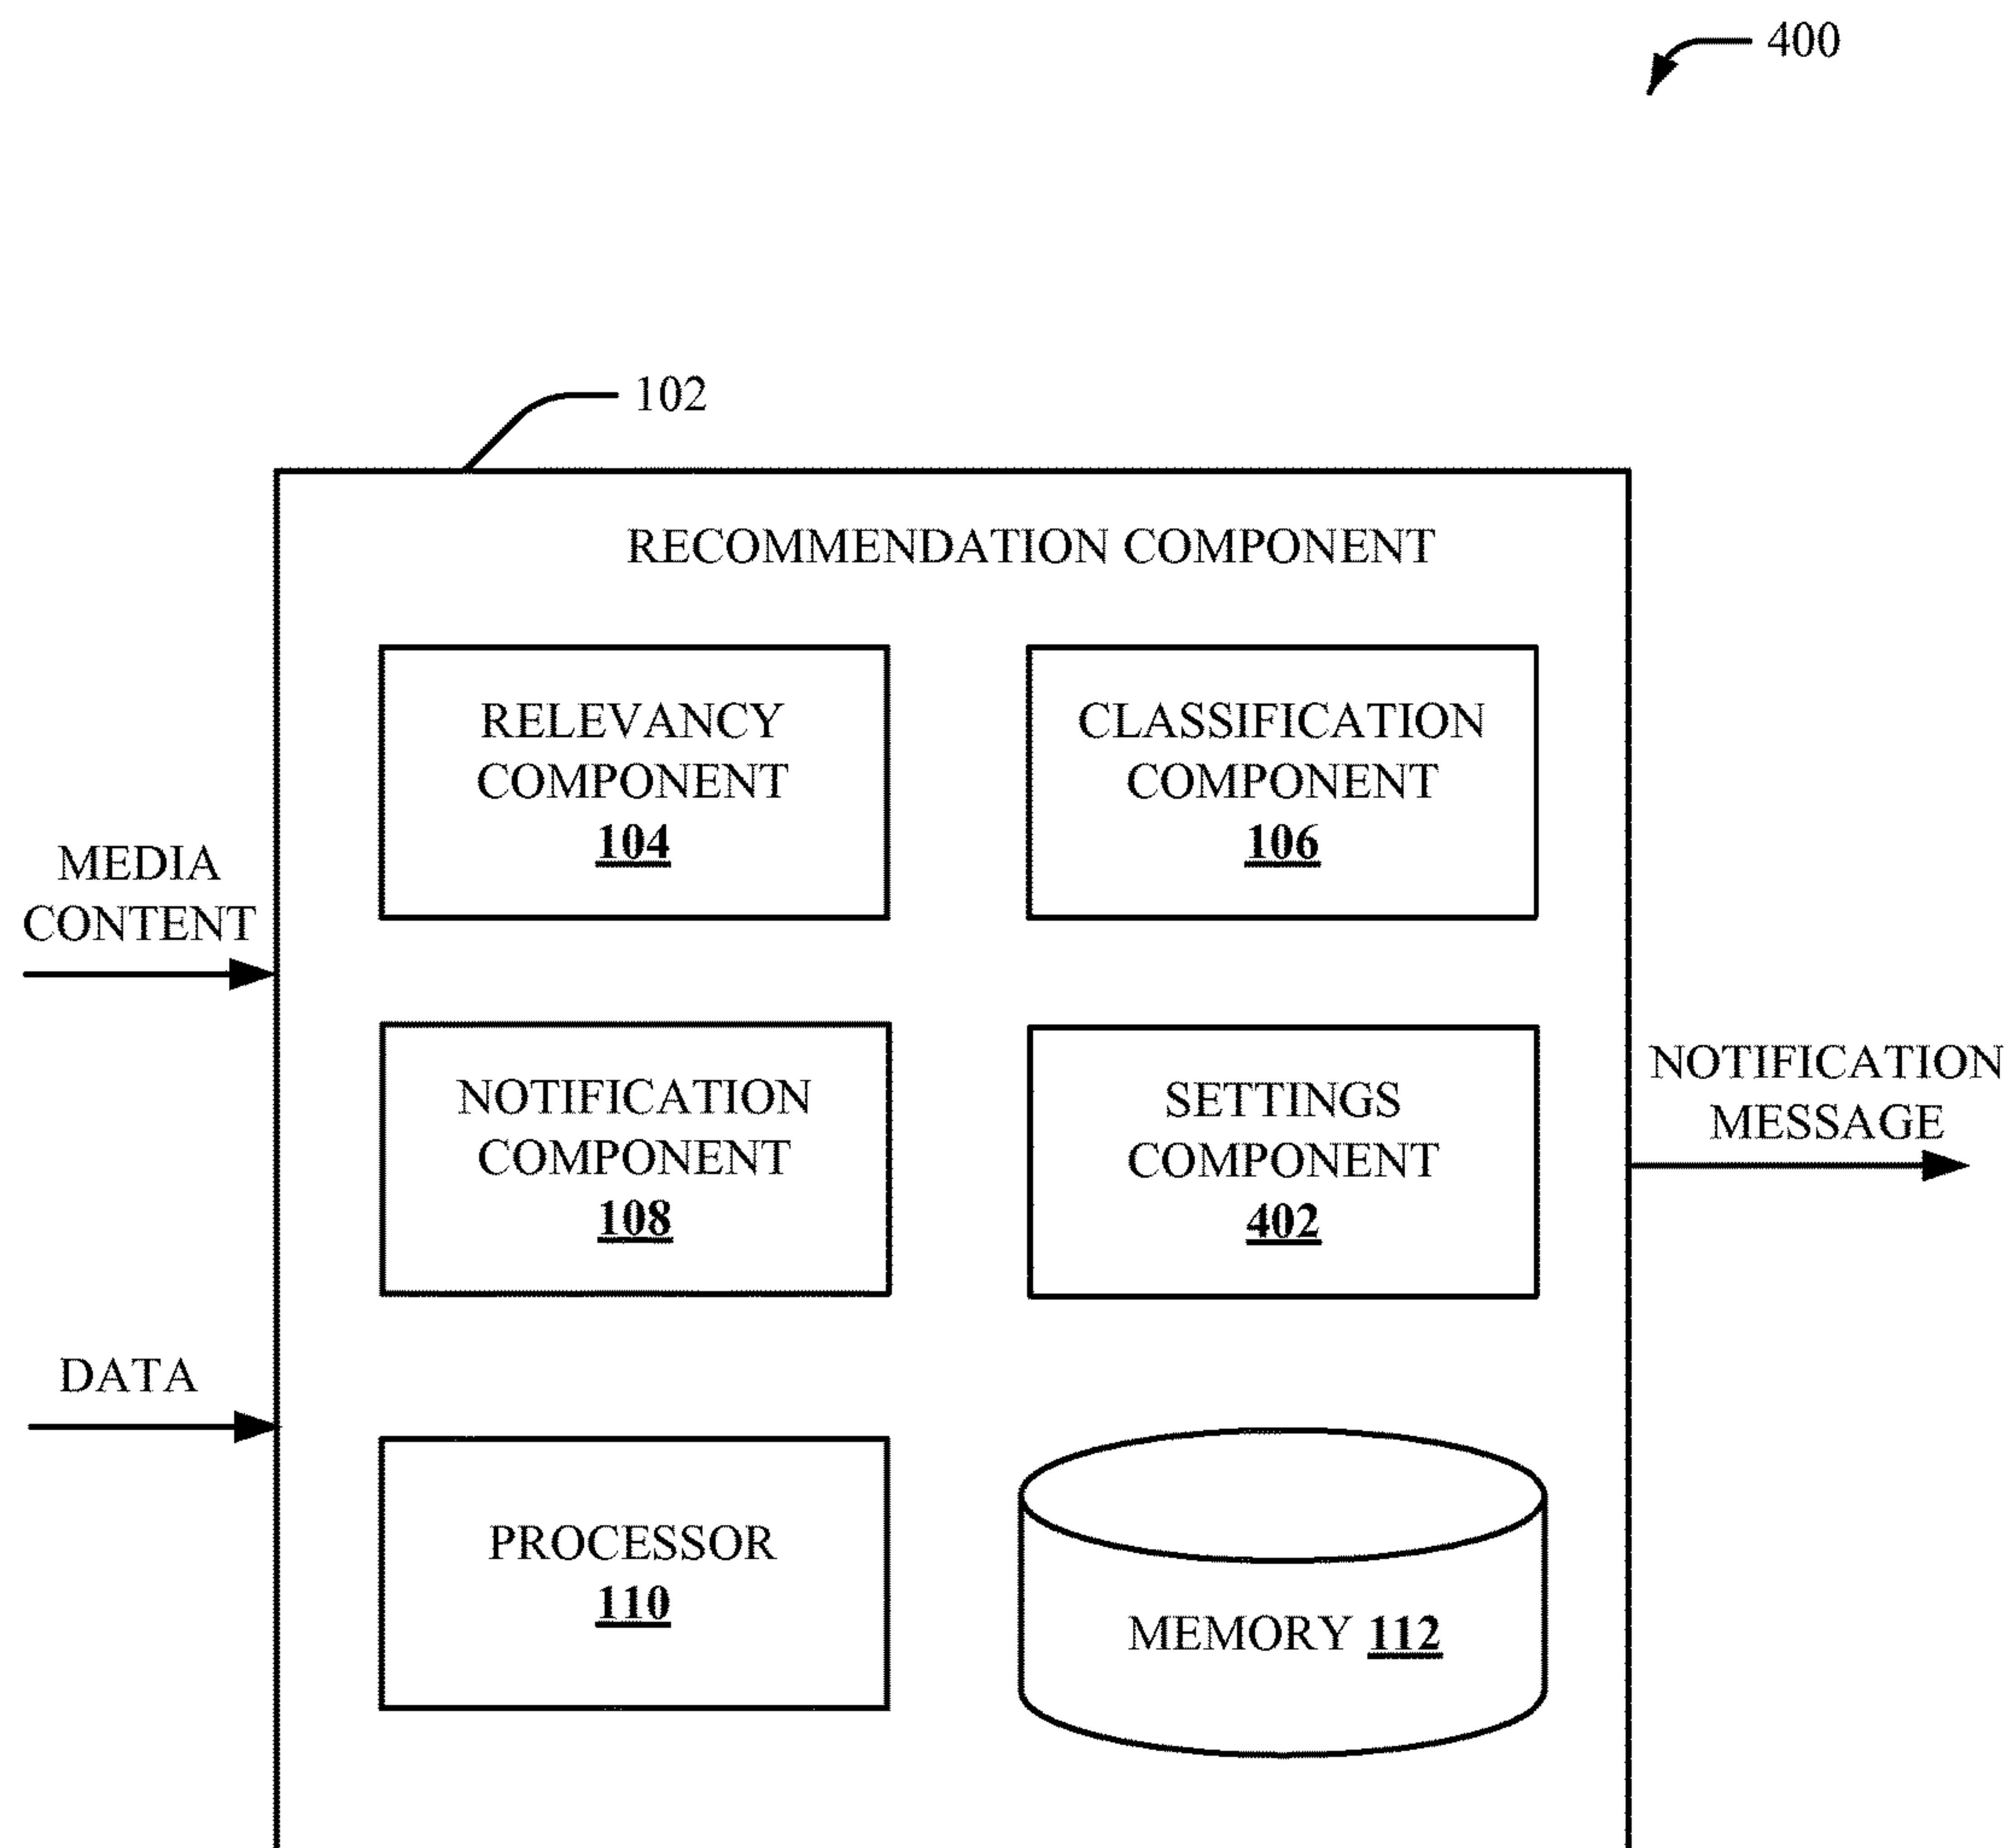 400
102
RECOMMENDATION COMPONENT
RELEVANCY
COMPONENT
104
CLASSIFICATION
COMPONENT
106
MEDIA
CONTENT
NOTIFICATION
COMPONENT
108
SETTINGS
COMPONENT
402
NOTIFICATION
MESSAGE
DATA
PROCESSOR
110
MEMORY 112